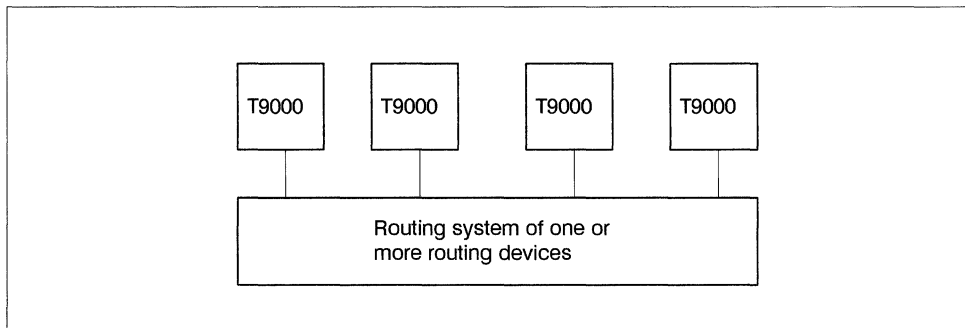 T9000 T9000 T9000 T9000
Routing system of one or
more routing devices